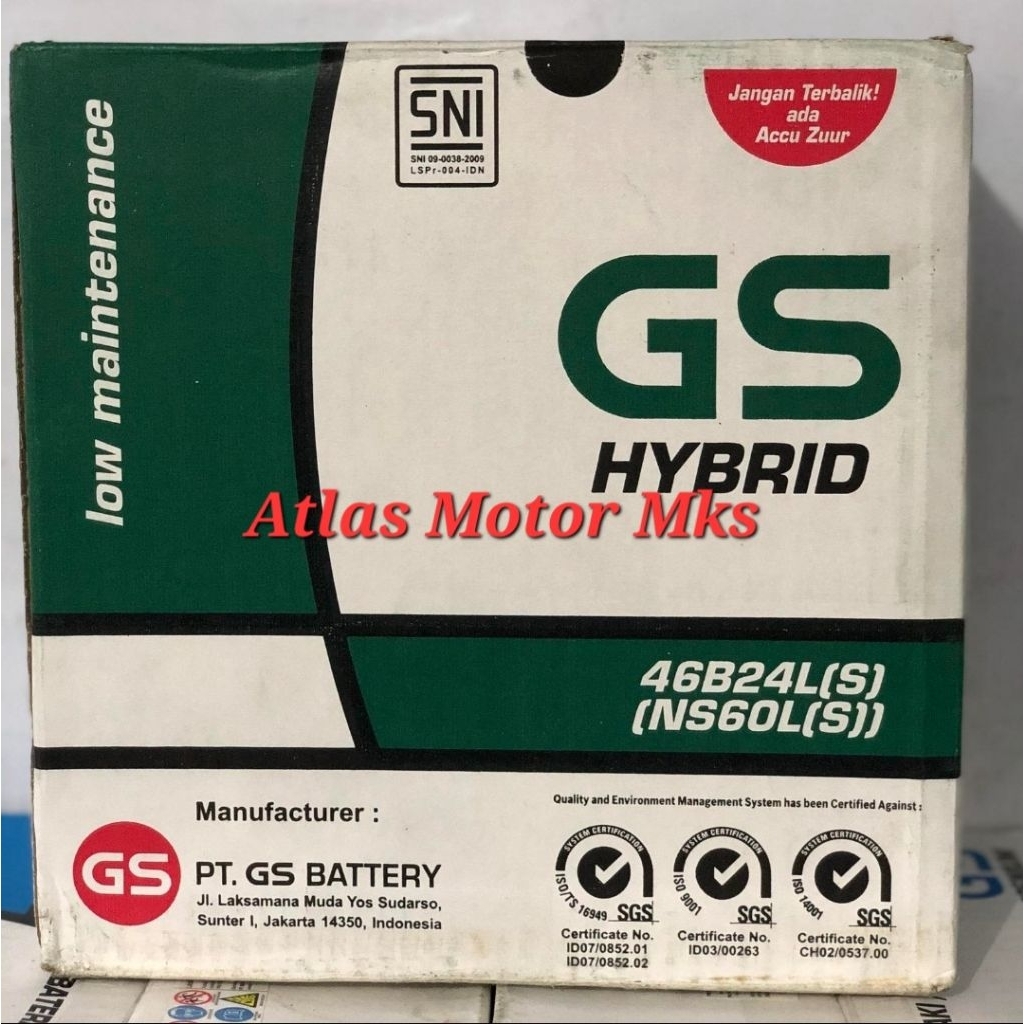 low maintenance
SNI
SNI 09-0038-2009
LSPr-004-IDN
Jangan Terbalik!
ada
Accu Zuur
GS
HYBRID
Atlas Motor Mks
46B24L(S)
(NS60L(S))
Manufacturer :
GS
PT. GS BATTERY
Jl. Laksamana Muda Yos Sudarso,
Sunter I, Jakarta 14350, Indonesia
Quality and Environment Management System has been Certified Against :
SYSTEM CERTIFICATION
ISO/TS 16949
SGS
Certificate No.
ID07/0852.01
ID07/0852.02
SYSTEM CERTIFICATION
ISO 9001
SGS
Certificate No.
ID03/00263
SYSTEM CERTIFICATION
ISO 14001
SGS
Certificate No.
CH02/0537.00